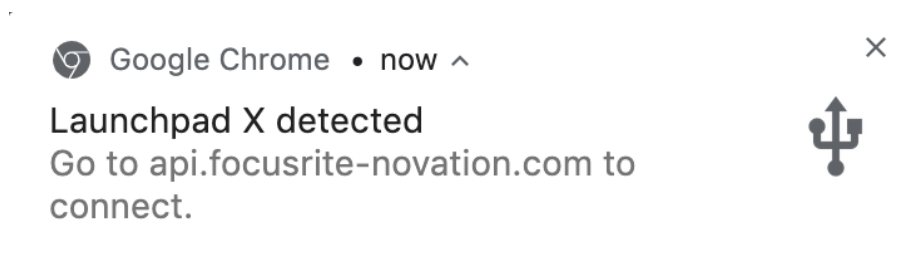 Google Chrome • now
Launchpad X detected
Go to api.focusrite-novation.com to
connect.